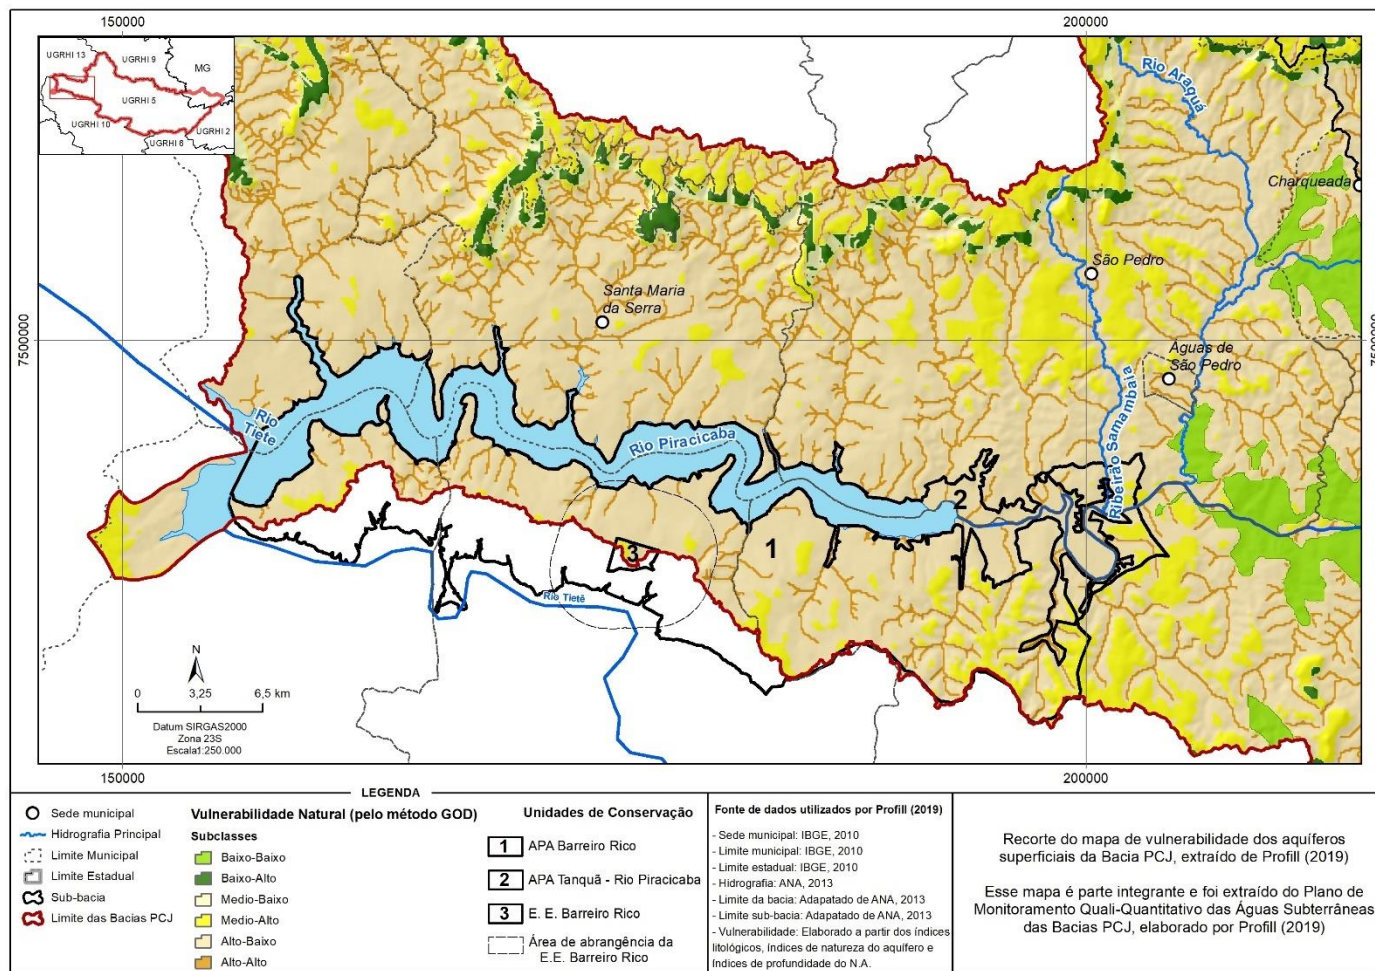 150000
200000
UGRHI 13
UGRHI 9
MG
UGRHI 5
UGRHI 10
UGRHI 2
UGRHI 6
Rio Araquá
Charqueada
São Pedro
Santa Maria
da Serra
7500000
7500000
Águas de
São Pedro
Ribeirão Samambaia
Rio
Tiete
Rio Piracicaba
2
1
3
Rio Tietê
N
0
3,25
6,5 km
Datum SIRGAS2000
Zona 23S
Escala1:250.000
150000
200000
LEGENDA
Sede municipal
Hidrografia Principal
Limite Municipal
Limite Estadual
Sub-bacia
Limite das Bacias PCJ
Vulnerabilidade Natural (pelo método GOD)
Subclasses
Baixo-Baixo
Baixo-Alto
Medio-Baixo
Medio-Alto
Alto-Baixo
Alto-Alto
Unidades de Conservação
1 APA Barreiro Rico
2 APA Tanquã - Rio Piracicaba
3 E. E. Barreiro Rico
Área de abrangência da
E.E. Barreiro Rico
Fonte de dados utilizados por Profill (2019)
- Sede municipal: IBGE, 2010
- Limite municipal: IBGE, 2010
- Limite estadual: IBGE, 2010
- Hidrografia: ANA, 2013
- Limite da bacia: Adapatado de ANA, 2013
- Limite sub-bacia: Adapatado de ANA, 2013
- Vulnerabilidade: Elaborado a partir dos índices
litológicos, índices de natureza do aquífero e
índices de profundidade do N.A.
Recorte do mapa de vulnerabilidade dos aquíferos
superficiais da Bacia PCJ, extraído de Profill (2019)
Esse mapa é parte integrante e foi extraído do Plano de
Monitoramento Quali-Quantitativo das Águas Subterrâneas
das Bacias PCJ, elaborado por Profill (2019)